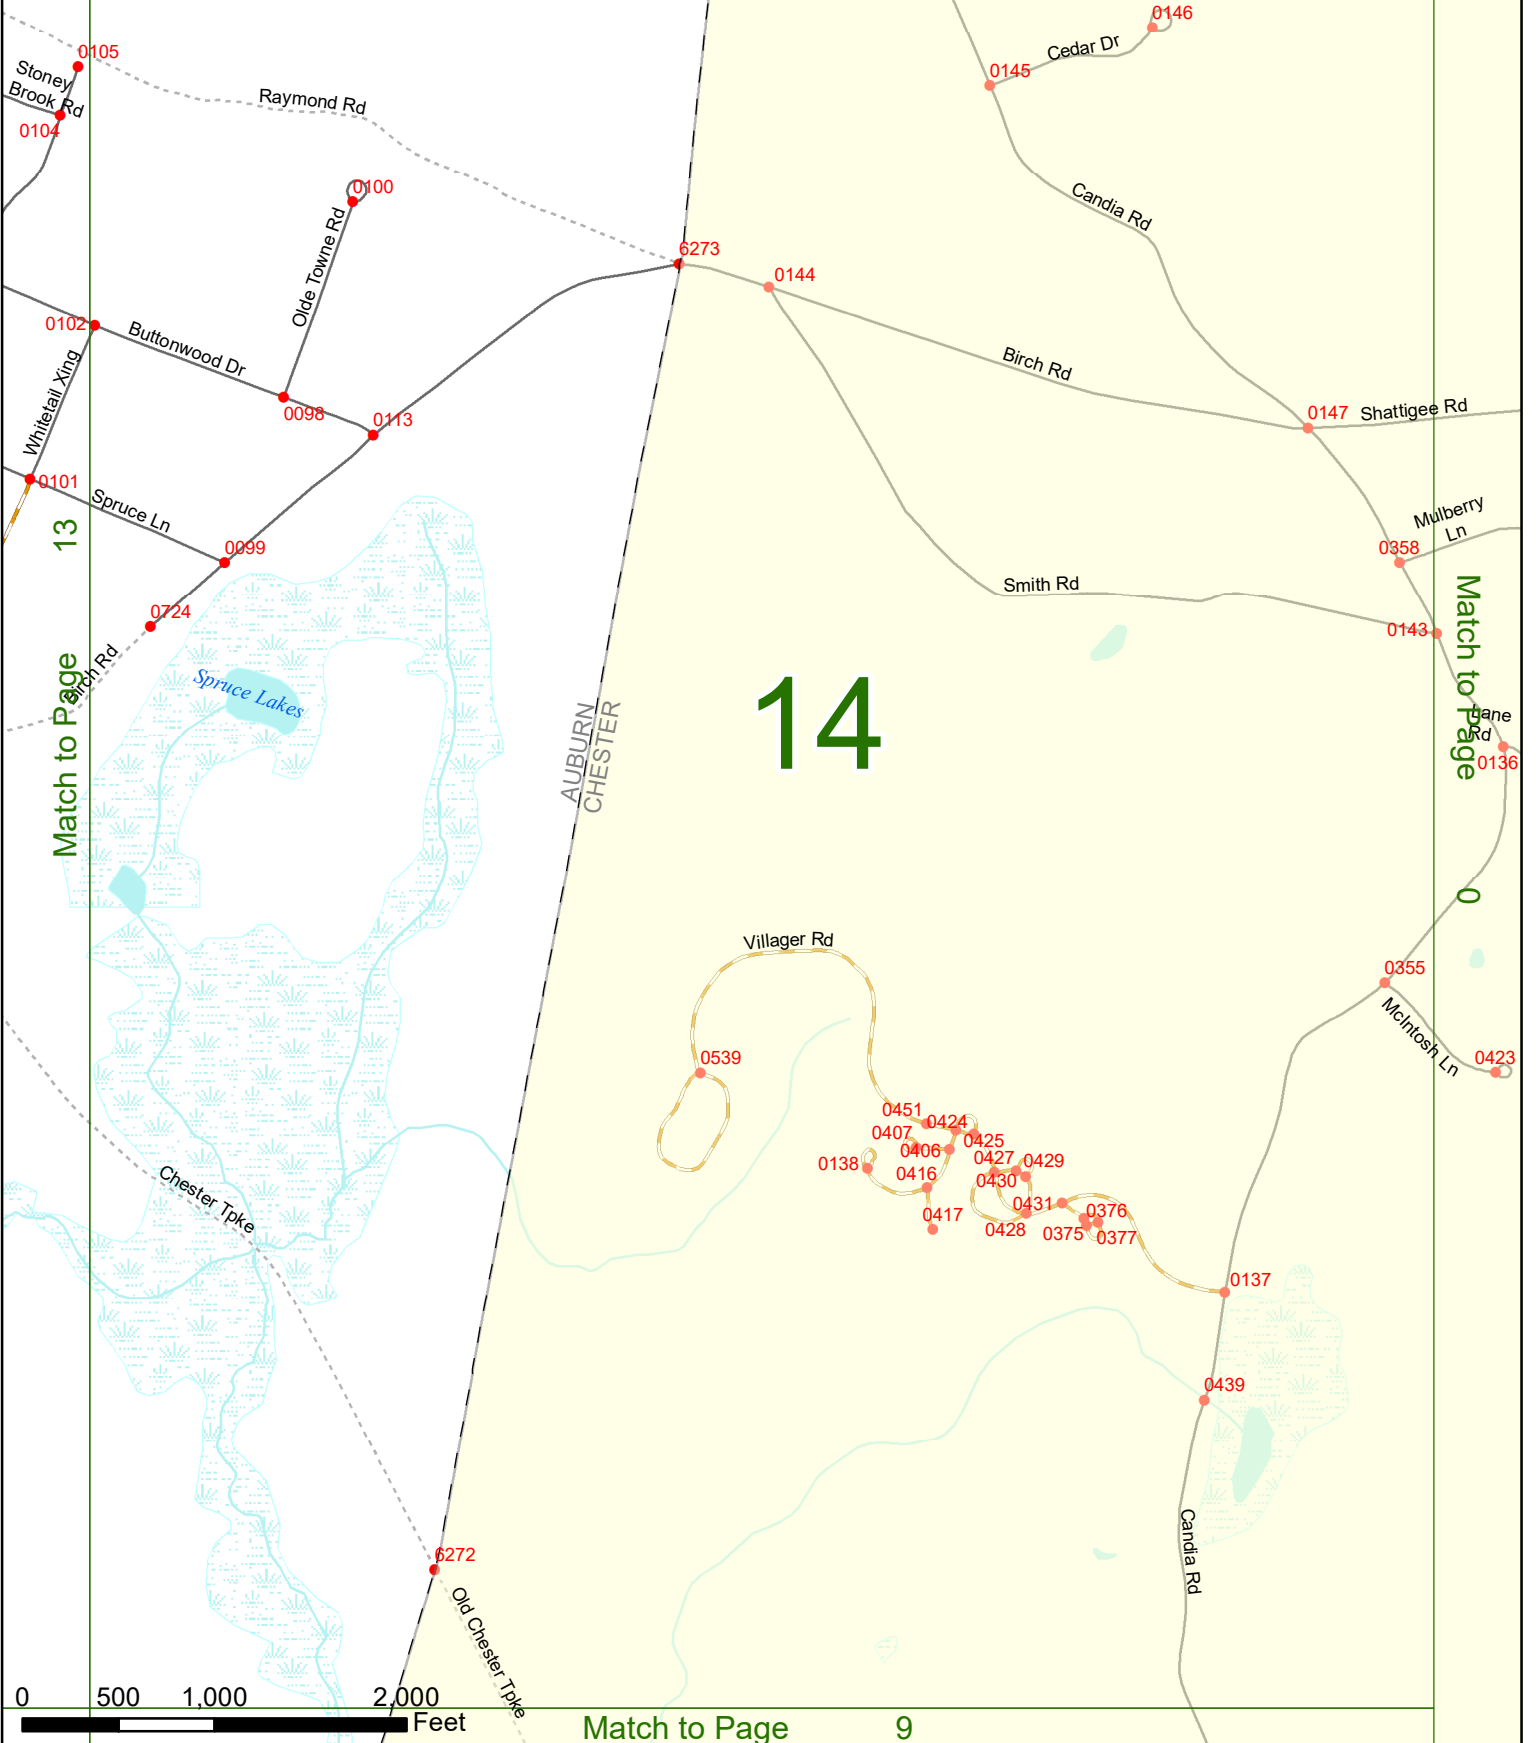 0146
Cedar Dr
0105
0145
Stoney
Brook Rd
Raymond Rd
0104
0100
Candia Rd
Olde Towne Rd
6273
0144
0102
Buttonwood Dr
Birch Rd
Whitetail Xing
0098
0113
0147
Shattigee Rd
0101
Spruce Ln
Mulberry
Ln
0099
0358
Smith Rd
0724
0143
Birch Rd
Spruce Lakes
Match to Page 13
14
Match to Page 0
AUBURN
CHESTER
Lane
Rd
0136
Villager Rd
0355
McIntosh Ln
0539
0423
0451
0424
0407
0406
0425
0138
0427
0429
0416
0430
0417
0431
0428
0376
0375
0377
Chester Tpke
0137
0439
Candia Rd
6272
Old Chester Tpke
0 500 1,000 2,000
Feet
Match to Page 9